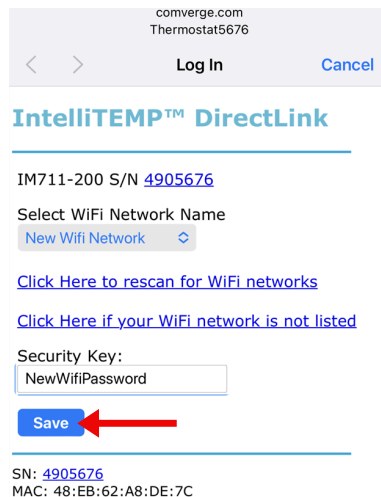 comverge.com
Thermostat5676
Log In Cancel
IntelliTEMP™ DirectLink
IM711-200 S/N 4905676
Select WiFi Network Name
New Wifi Network
Click Here to rescan for WiFi networks
Click Here if your WiFi network is not listed
Security Key:
NewWifiPassword
Save
SN: 4905676
MAC: 48:EB:62:A8:DE:7C